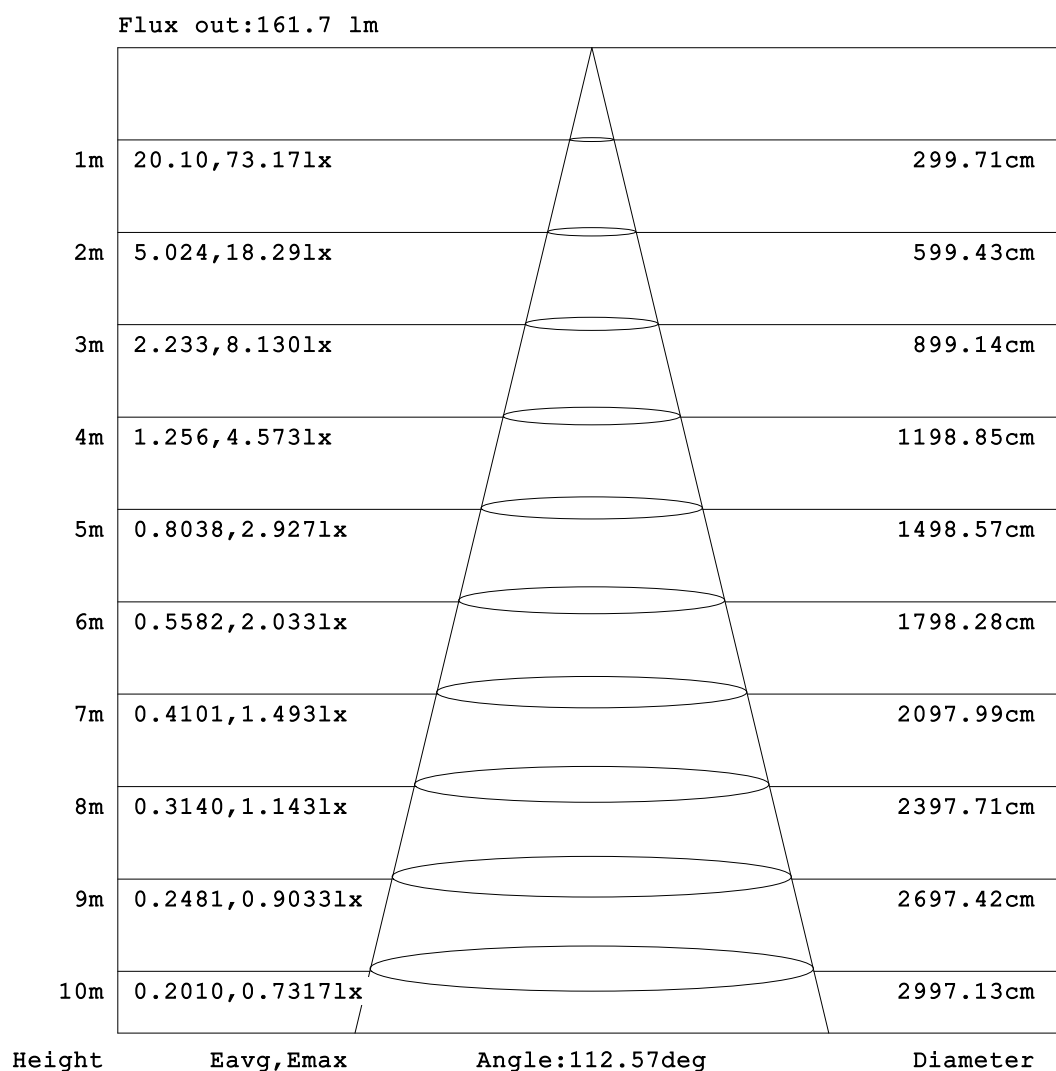 Flux out:161.7 lm
1m 20.10,73.17lx 299.71cm
2m 5.024,18.29lx 599.43cm
3m 2.233,8.130lx 899.14cm
4m 1.256,4.573lx 1198.85cm
5m 0.8038,2.927lx 1498.57cm
6m 0.5582,2.033lx 1798.28cm
7m 0.4101,1.493lx 2097.99cm
8m 0.3140,1.143lx 2397.71cm
9m 0.2481,0.9033lx 2697.42cm
10m 0.2010,0.7317lx 2997.13cm
Height Eavg,Emax Angle:112.57deg Diameter